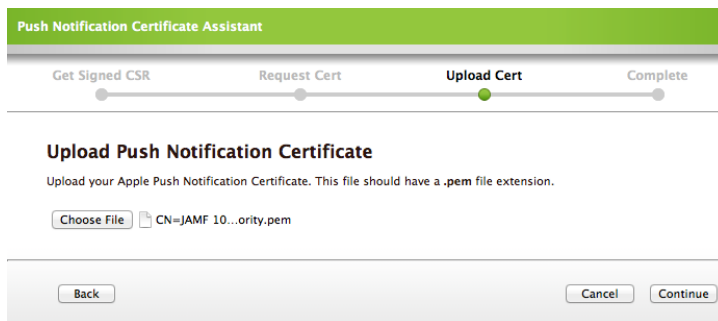 Push Notification Certificate Assistant
Get Signed CSR Request Cert Upload Cert Complete
Upload Push Notification Certificate
Upload your Apple Push Notification Certificate. This file should have a .pem file extension.
Choose File CN=JAMF 10...ority.pem
Back Cancel Continue